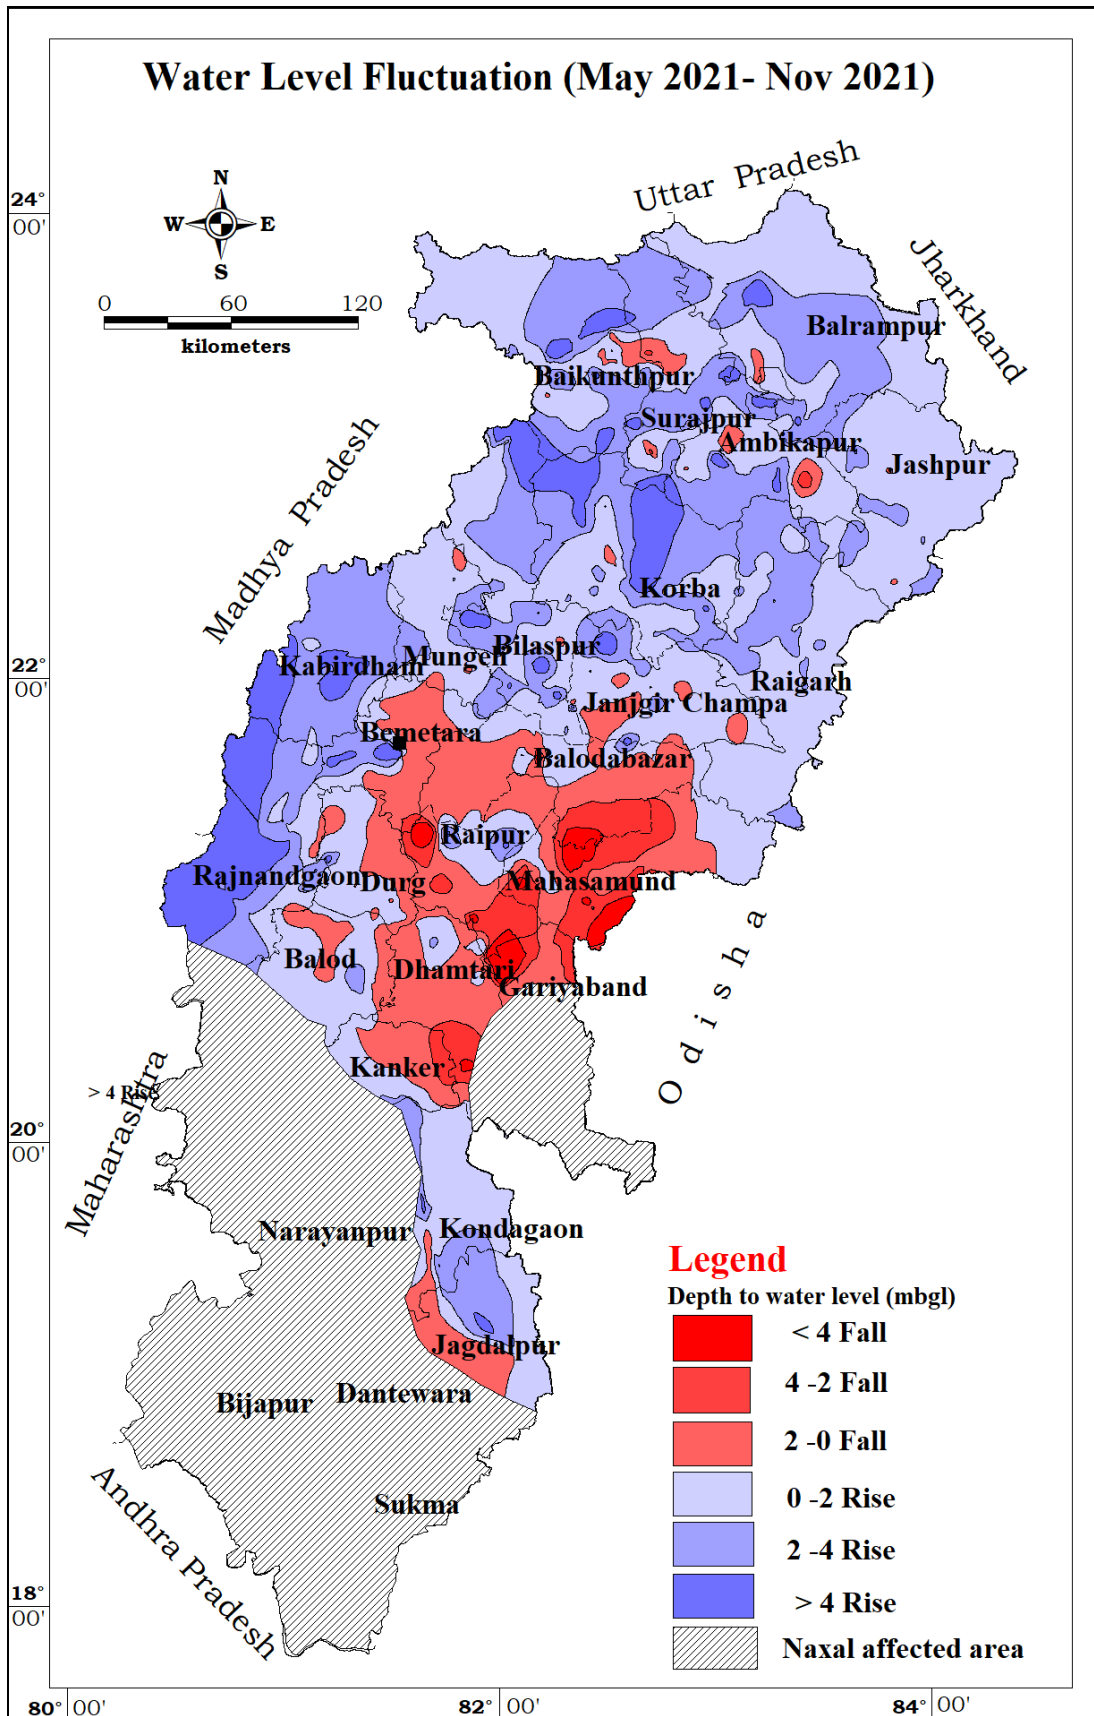 Water Level Fluctuation (May 2021- Nov 2021)
Uttar Pradesh
N
W E
S
24°
00'
0 60 120
kilometers
Jharkhand
Balrampur
Baikunthpur
Surajpur
Ambikapur
Jashpur
Madhya Pradesh
Korba
Bilaspur
Mungeli
Kabirdham
22°
00'
Raigarh
Janjgir Champa
Bemetara
Balodabazar
Raipur
Rajnandgaon
Durg
Mahasamund
Balod
Dhamtari
Gariyaband
Odisha
Kanker
Maharashtra
> 4 Rise
20°
00'
Narayanpur
Kondagaon
Jagdalpur
Dantewara
Bijapur
Sukma
Andhra Pradesh
18°
00'
Legend
Depth to water level (mbgl)
< 4 Fall
4 -2 Fall
2 -0 Fall
0 -2 Rise
2 -4 Rise
> 4 Rise
Naxal affected area
80° 00' 82° 00' 84° 00'